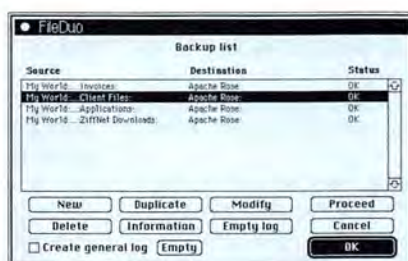 FileDuo
Backup list
Source Destination Status
My World:...Invoices: Apache Rose: OK
My World:...Client Files: Apache Rose: OK
My World:...Applications: Apache Rose: OK
My World:...ZiffNet Downloads: Apache Rose: OK
New Duplicate Modify Proceed
Delete Information Empty log Cancel
Create general log Empty OK